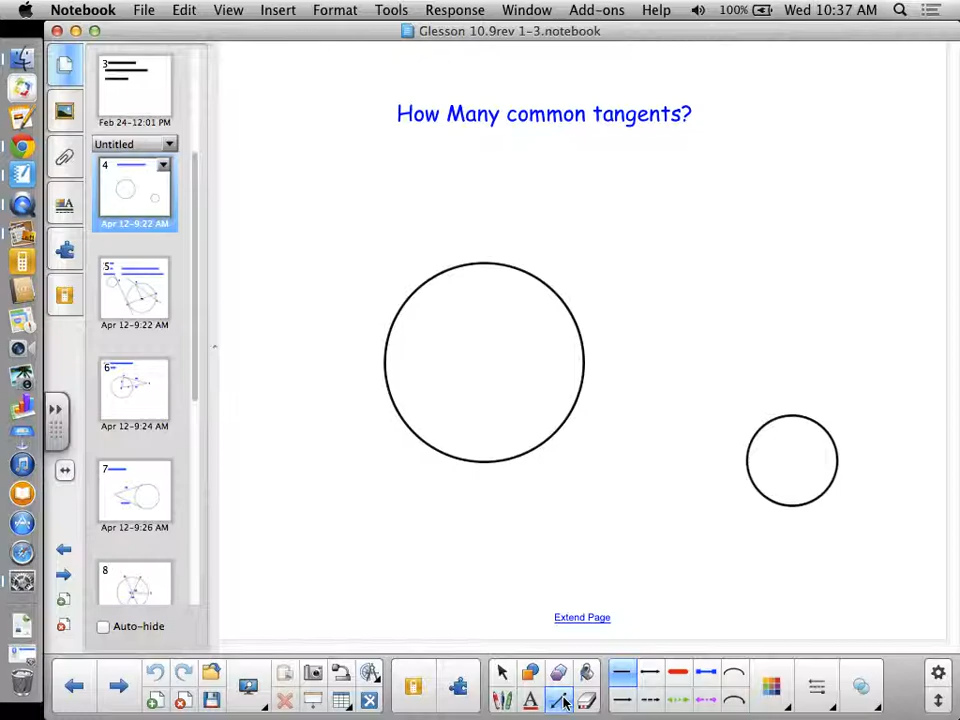 Notebook File Edit View Insert Format Tools Response Window Add-ons Help 100% Wed 10:37 AM
Glesson 10.9rev 1-3.notebook
3
Feb 24-12:01 PM
Untitled
4
Apr 12-9:22 AM
5
Apr 12-9:22 AM
6
Apr 12-9:24 AM
7
Apr 12-9:26 AM
8
Auto-hide
How Many common tangents?
Extend Page